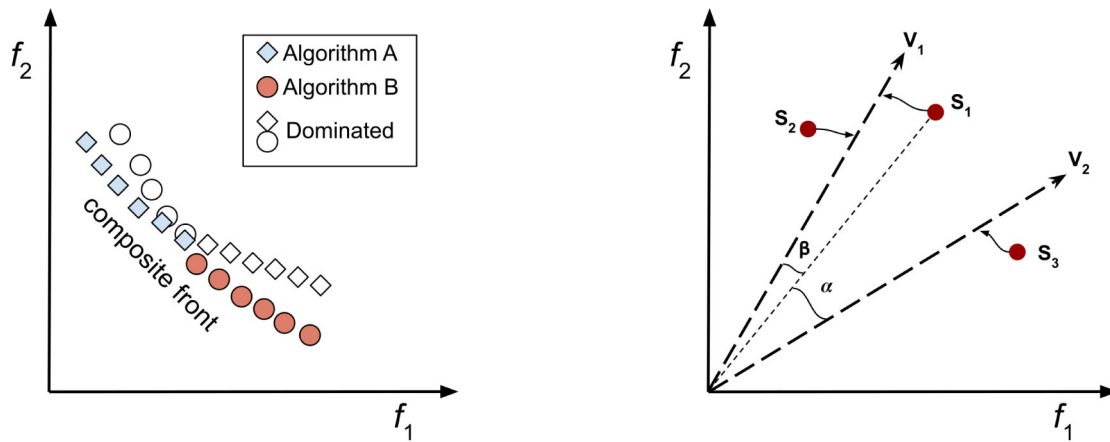 f2
Algorithm A
Algorithm B
Dominated
composite front
f1
f2
V1
S1
S2
V2
S3
β
α
f1